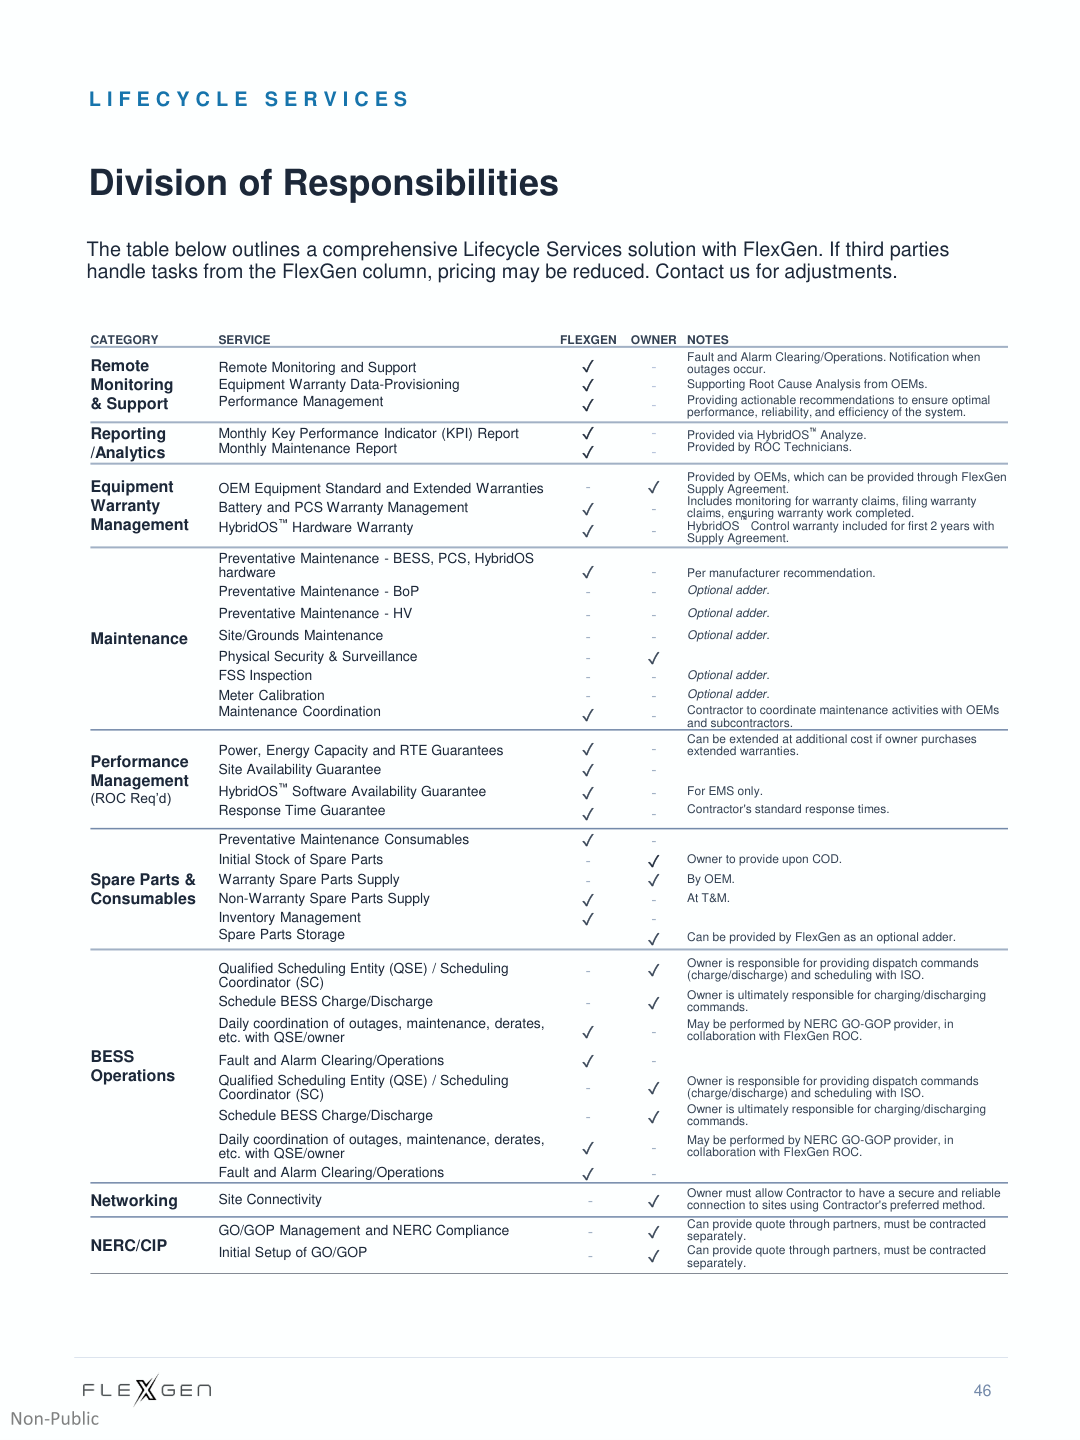 LIFECYCLE SERVICES
Division of Responsibilities
The table below outlines a comprehensive Lifecycle Services solution with FlexGen. If third parties
handle tasks from the FlexGen column, pricing may be reduced. Contact us for adjustments.
CATEGORY SERVICE FLEXGEN OWNER NOTES
Remote
Monitoring
& Support
Remote Monitoring and Support ✓ - Fault and Alarm Clearing/Operations. Notification when
outages occur.
Equipment Warranty Data-Provisioning ✓ - Supporting Root Cause Analysis from OEMs.
Performance Management ✓ - Providing actionable recommendations to ensure optimal
performance, reliability, and efficiency of the system.
Reporting
/Analytics
Monthly Key Performance Indicator (KPI) Report ✓ - Provided via HybridOS™ Analyze.
Monthly Maintenance Report ✓ - Provided by ROC Technicians.
Equipment
Warranty
Management
OEM Equipment Standard and Extended Warranties - ✓ Provided by OEMs, which can be provided through FlexGen
Supply Agreement.
Battery and PCS Warranty Management ✓ - Includes monitoring for warranty claims, filing warranty
claims, ensuring warranty work completed.
HybridOS™ Hardware Warranty ✓ - HybridOS™ Control warranty included for first 2 years with
Supply Agreement.
Maintenance
Preventative Maintenance - BESS, PCS, HybridOS
hardware ✓ - Per manufacturer recommendation.
Preventative Maintenance - BoP - - Optional adder.
Preventative Maintenance - HV - - Optional adder.
Site/Grounds Maintenance - - Optional adder.
Physical Security & Surveillance - ✓
FSS Inspection - - Optional adder.
Meter Calibration - - Optional adder.
Maintenance Coordination ✓ - Contractor to coordinate maintenance activities with OEMs
and subcontractors.
Performance
Management
(ROC Req'd)
Power, Energy Capacity and RTE Guarantees ✓ - Can be extended at additional cost if owner purchases
extended warranties.
Site Availability Guarantee ✓ -
HybridOS™ Software Availability Guarantee ✓ - For EMS only.
Response Time Guarantee ✓ - Contractor's standard response times.
Spare Parts &
Consumables
Preventative Maintenance Consumables ✓ -
Initial Stock of Spare Parts - ✓ Owner to provide upon COD.
Warranty Spare Parts Supply - ✓ By OEM.
Non-Warranty Spare Parts Supply ✓ - At T&M.
Inventory Management ✓ -
Spare Parts Storage ✓ Can be provided by FlexGen as an optional adder.
BESS
Operations
Qualified Scheduling Entity (QSE) / Scheduling
Coordinator (SC) - ✓ Owner is responsible for providing dispatch commands
(charge/discharge) and scheduling with ISO.
Schedule BESS Charge/Discharge - ✓ Owner is ultimately responsible for charging/discharging
commands.
Daily coordination of outages, maintenance, derates,
etc. with QSE/owner ✓ - May be performed by NERC GO-GOP provider, in
collaboration with FlexGen ROC.
Fault and Alarm Clearing/Operations ✓ -
Qualified Scheduling Entity (QSE) / Scheduling
Coordinator (SC) - ✓ Owner is responsible for providing dispatch commands
(charge/discharge) and scheduling with ISO.
Schedule BESS Charge/Discharge - ✓ Owner is ultimately responsible for charging/discharging
commands.
Daily coordination of outages, maintenance, derates,
etc. with QSE/owner ✓ - May be performed by NERC GO-GOP provider, in
collaboration with FlexGen ROC.
Fault and Alarm Clearing/Operations ✓ -
Networking
Site Connectivity - ✓ Owner must allow Contractor to have a secure and reliable
connection to sites using Contractor's preferred method.
NERC/CIP
GO/GOP Management and NERC Compliance - ✓ Can provide quote through partners, must be contracted
separately.
Initial Setup of GO/GOP - ✓ Can provide quote through partners, must be contracted
separately.
FLEXGEN
46
Non-Public